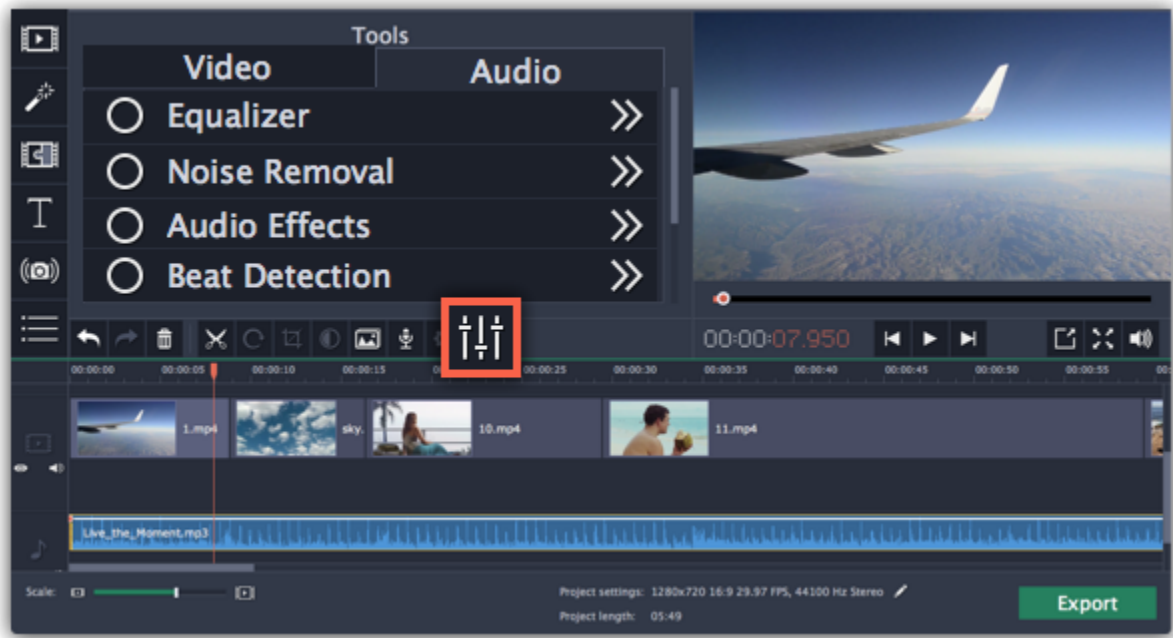 Tools
Video Audio
Equalizer
Noise Removal
Audio Effects
Beat Detection
T
00:00:07.950
00:00:00 00:00:05 00:00:10 00:00:15 00:00:25 00:00:30 00:00:35 00:00:40 00:00:45 00:00:50 00:00:55
1.mp4 sky. 10.mp4 11.mp4
Live_the_Moment.mp3
Scale:
Project settings: 1280x720 16:9 29.97 FPS, 44100 Hz Stereo
Project length: 05:49
Export